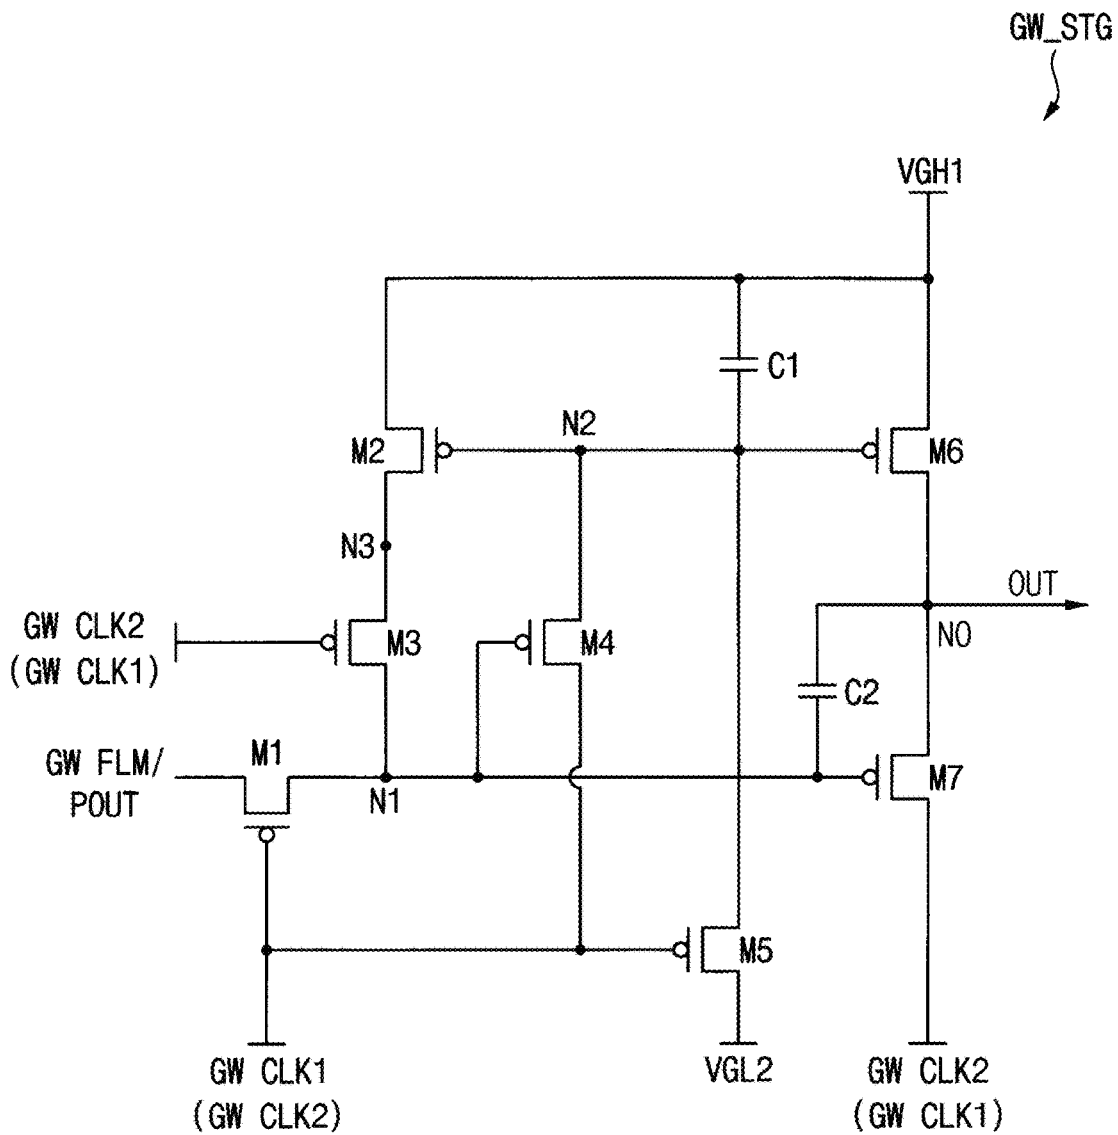 GW_STG
VGH1
C1
N2
M2
M6
N3
OUT
GW CLK2
(GW CLK1)
M3
M4
N0
C2
M1
GW FLM/
POUT
N1
M7
M5
GW CLK1
(GW CLK2)
VGL2
GW CLK2
(GW CLK1)